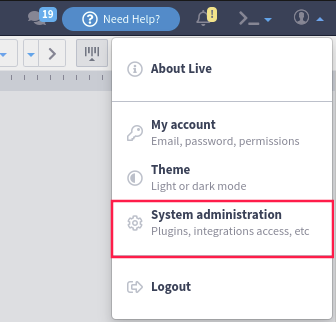 19
Need Help?
!
About Live
My account
Email, password, permissions
Theme
Light or dark mode
System administration
Plugins, integrations access, etc
Logout